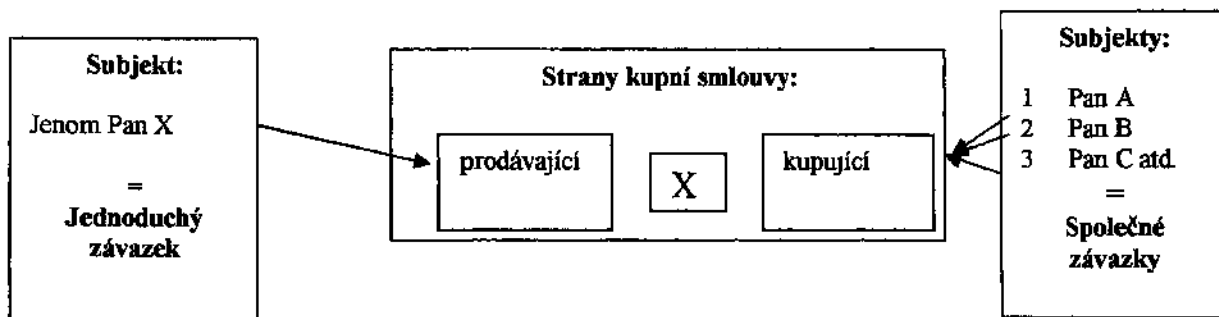 Subjekt:
Jenom Pan X
=
Jednoduchý
závazek
Strany kupní smlouvy:
prodávající
X
kupující
Subjekty:
1 Pan A
2 Pan B
3 Pan C atd.
=
Společné
závazky